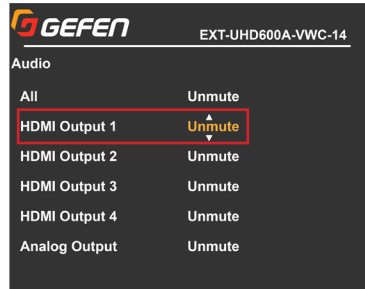 GEFEN
EXT-UHD600A-VWC-14
Audio
All Unmute
HDMI Output 1 Unmute
HDMI Output 2 Unmute
HDMI Output 3 Unmute
HDMI Output 4 Unmute
Analog Output Unmute